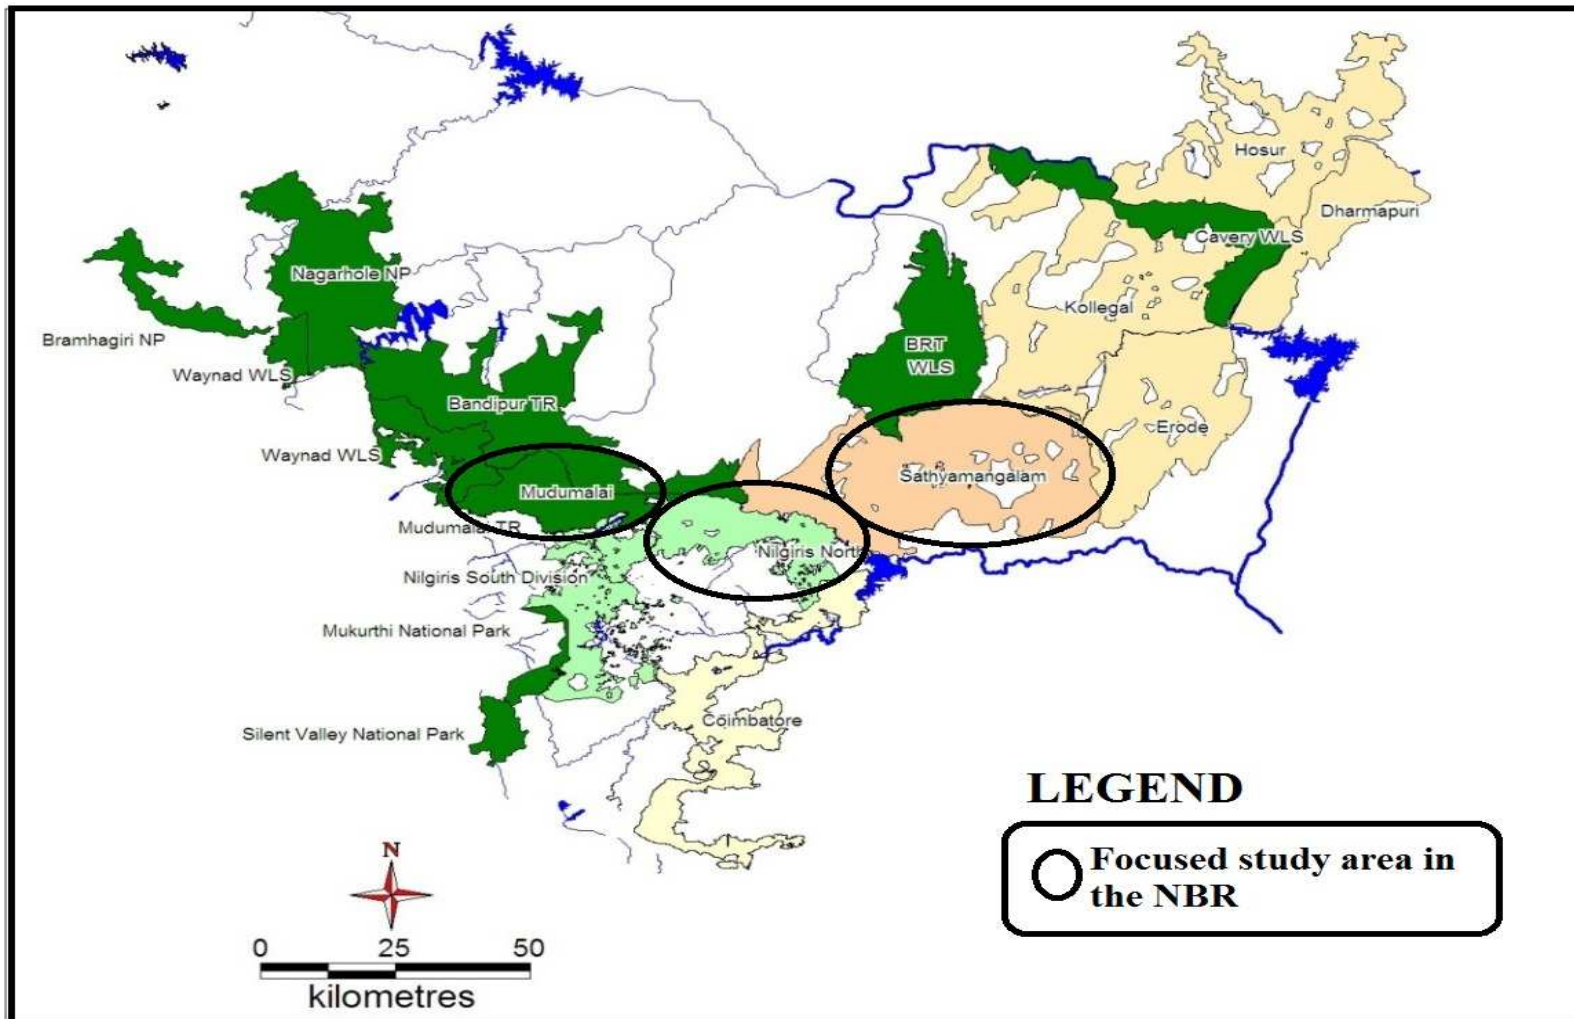 Hosur
Dharmapuri
Cavery WLS
Nagarhole NP
Kollegal
Bramhagiri NP
BRT
WLS
Waynad WLS
Bandipur TR
Erode
Waynad WLS
Sathyamangalam
Mudumalai
Mudumalai TR
Nilgiris North
Nilgiris South Division
Mukurthi National Park
Coimbatore
Silent Valley National Park
LEGEND
Focused study area in
the NBR
N
0 25 50
kilometres